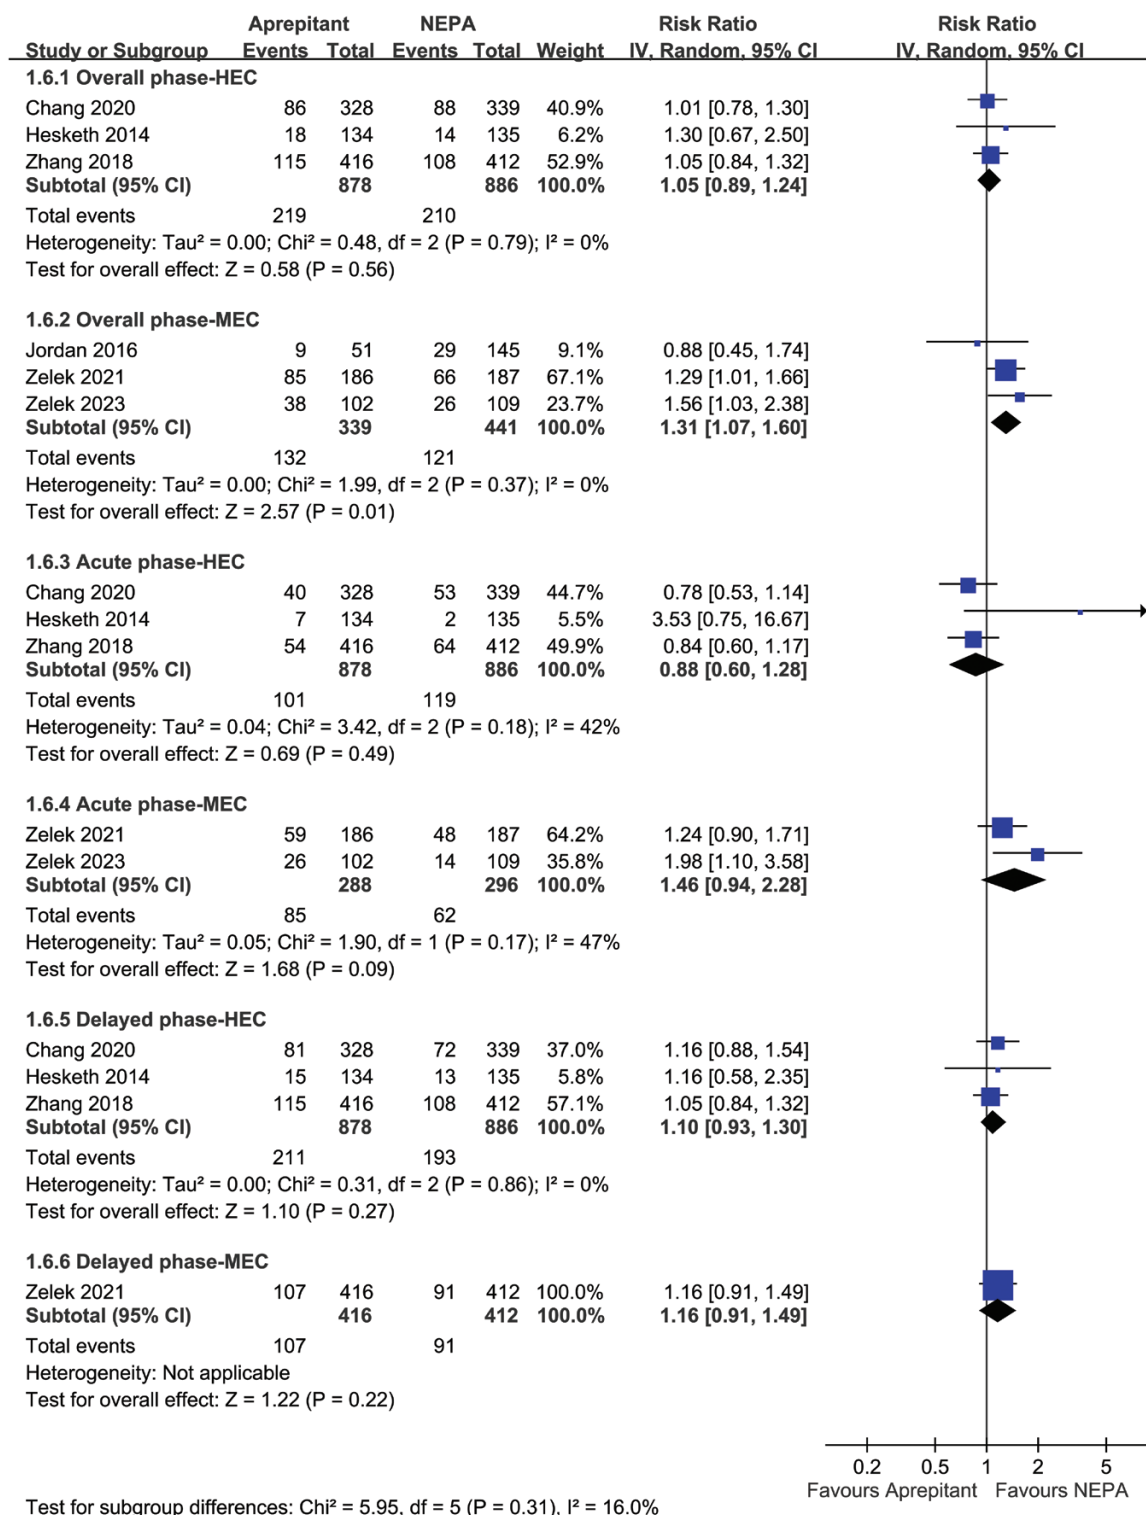 Aprepitant NEPA Risk Ratio Risk Ratio
Study or Subgroup Events Total Events Total Weight IV, Random, 95% CI IV, Random, 95% CI
1.6.1 Overall phase-HEC
Chang 2020 86 328 88 339 40.9% 1.01 [0.78, 1.30]
Hesketh 2014 18 134 14 135 6.2% 1.30 [0.67, 2.50]
Zhang 2018 115 416 108 412 52.9% 1.05 [0.84, 1.32]
Subtotal (95% CI) 878 886 100.0% 1.05 [0.89, 1.24]
Total events 219 210
Heterogeneity: Tau² = 0.00; Chi² = 0.48, df = 2 (P = 0.79); I² = 0%
Test for overall effect: Z = 0.58 (P = 0.56)
1.6.2 Overall phase-MEC
Jordan 2016 9 51 29 145 9.1% 0.88 [0.45, 1.74]
Zelek 2021 85 186 66 187 67.1% 1.29 [1.01, 1.66]
Zelek 2023 38 102 26 109 23.7% 1.56 [1.03, 2.38]
Subtotal (95% CI) 339 441 100.0% 1.31 [1.07, 1.60]
Total events 132 121
Heterogeneity: Tau² = 0.00; Chi² = 1.99, df = 2 (P = 0.37); I² = 0%
Test for overall effect: Z = 2.57 (P = 0.01)
1.6.3 Acute phase-HEC
Chang 2020 40 328 53 339 44.7% 0.78 [0.53, 1.14]
Hesketh 2014 7 134 2 135 5.5% 3.53 [0.75, 16.67]
Zhang 2018 54 416 64 412 49.9% 0.84 [0.60, 1.17]
Subtotal (95% CI) 878 886 100.0% 0.88 [0.60, 1.28]
Total events 101 119
Heterogeneity: Tau² = 0.04; Chi² = 3.42, df = 2 (P = 0.18); I² = 42%
Test for overall effect: Z = 0.69 (P = 0.49)
1.6.4 Acute phase-MEC
Zelek 2021 59 186 48 187 64.2% 1.24 [0.90, 1.71]
Zelek 2023 26 102 14 109 35.8% 1.98 [1.10, 3.58]
Subtotal (95% CI) 288 296 100.0% 1.46 [0.94, 2.28]
Total events 85 62
Heterogeneity: Tau² = 0.05; Chi² = 1.90, df = 1 (P = 0.17); I² = 47%
Test for overall effect: Z = 1.68 (P = 0.09)
1.6.5 Delayed phase-HEC
Chang 2020 81 328 72 339 37.0% 1.16 [0.88, 1.54]
Hesketh 2014 15 134 13 135 5.8% 1.16 [0.58, 2.35]
Zhang 2018 115 416 108 412 57.1% 1.05 [0.84, 1.32]
Subtotal (95% CI) 878 886 100.0% 1.10 [0.93, 1.30]
Total events 211 193
Heterogeneity: Tau² = 0.00; Chi² = 0.31, df = 2 (P = 0.86); I² = 0%
Test for overall effect: Z = 1.10 (P = 0.27)
1.6.6 Delayed phase-MEC
Zelek 2021 107 416 91 412 100.0% 1.16 [0.91, 1.49]
Subtotal (95% CI) 416 412 100.0% 1.16 [0.91, 1.49]
Total events 107 91
Heterogeneity: Not applicable
Test for overall effect: Z = 1.22 (P = 0.22)
0.2 0.5 1 2 5
Favours Aprepitant Favours NEPA
Test for subgroup differences: Chi² = 5.95, df = 5 (P = 0.31), I² = 16.0%